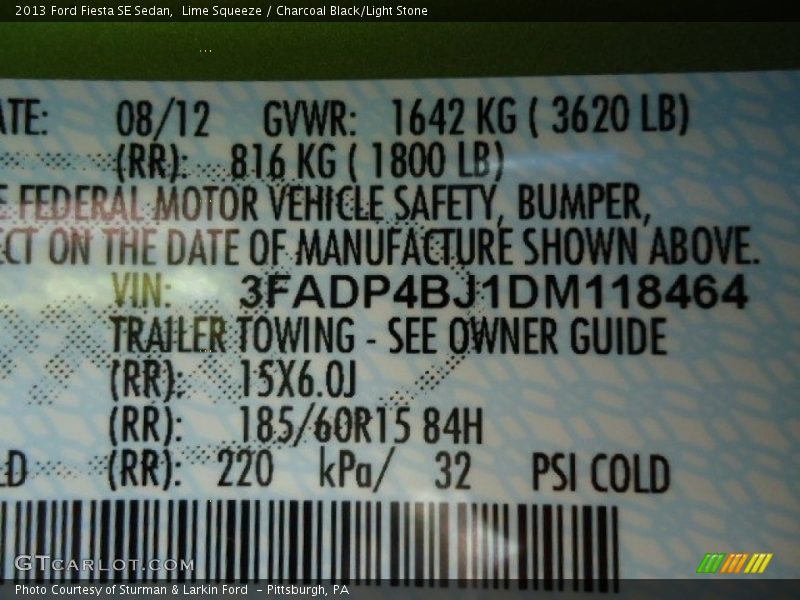 2013 Ford Fiesta SE Sedan, Lime Squeeze / Charcoal Black/Light Stone
ATE: 08/12 GVWR: 1642 KG ( 3620 LB)
(RR): 816 KG ( 1800 LB)
E FEDERAL MOTOR VEHICLE SAFETY, BUMPER,
ECT ON THE DATE OF MANUFACTURE SHOWN ABOVE.
VIN: 3FADP4BJ1DM118464
TRAILER TOWING - SEE OWNER GUIDE
(RR): 15X6.0J
(RR): 185/60R15 84H
LD (RR): 220 kPa/ 32 PSI COLD
GTCARLOT.COM
Photo Courtesy of Sturman & Larkin Ford - Pittsburgh, PA